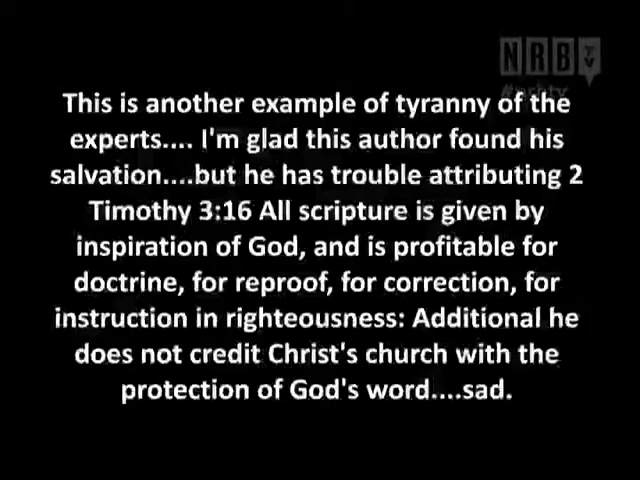 NRB TV
#nrbtv
This is another example of tyranny of the
experts.... I'm glad this author found his
salvation....but he has trouble attributing 2
Timothy 3:16 All scripture is given by
inspiration of God, and is profitable for
doctrine, for reproof, for correction, for
instruction in righteousness: Additional he
does not credit Christ's church with the
protection of God's word....sad.